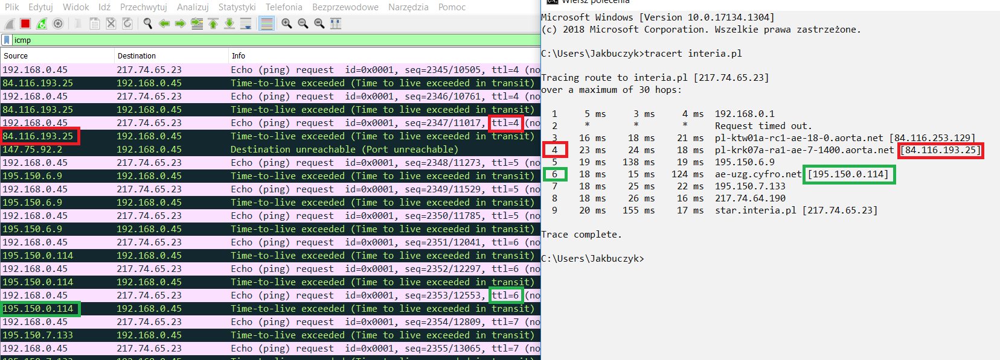 Plik Edytuj Widok Idź Przechwytuj Analizuj Statystyki Telefonia Bezprzewodowe Narzędzia Pomoc
icmp
Source Destination Info
192.168.0.45 217.74.65.23 Echo (ping) request id=0x0001, seq=2345/10505, ttl=4 (no
84.116.193.25 192.168.0.45 Time-to-live exceeded (Time to live exceeded in transit)
192.168.0.45 217.74.65.23 Echo (ping) request id=0x0001, seq=2346/10761, ttl=4 (no
84.116.193.25 192.168.0.45 Time-to-live exceeded (Time to live exceeded in transit)
192.168.0.45 217.74.65.23 Echo (ping) request id=0x0001, seq=2347/11017, ttl=4 (no
84.116.193.25 192.168.0.45 Time-to-live exceeded (Time to live exceeded in transit)
147.75.92.2 192.168.0.45 Destination unreachable (Port unreachable)
192.168.0.45 217.74.65.23 Echo (ping) request id=0x0001, seq=2348/11273, ttl=5 (no
195.150.6.9 192.168.0.45 Time-to-live exceeded (Time to live exceeded in transit)
192.168.0.45 217.74.65.23 Echo (ping) request id=0x0001, seq=2349/11529, ttl=5 (no
195.150.6.9 192.168.0.45 Time-to-live exceeded (Time to live exceeded in transit)
192.168.0.45 217.74.65.23 Echo (ping) request id=0x0001, seq=2350/11785, ttl=5 (no
195.150.6.9 192.168.0.45 Time-to-live exceeded (Time to live exceeded in transit)
192.168.0.45 217.74.65.23 Echo (ping) request id=0x0001, seq=2351/12041, ttl=6 (no
195.150.0.114 192.168.0.45 Time-to-live exceeded (Time to live exceeded in transit)
192.168.0.45 217.74.65.23 Echo (ping) request id=0x0001, seq=2352/12297, ttl=6 (no
195.150.0.114 192.168.0.45 Time-to-live exceeded (Time to live exceeded in transit)
192.168.0.45 217.74.65.23 Echo (ping) request id=0x0001, seq=2353/12553, ttl=6 (no
195.150.0.114 192.168.0.45 Time-to-live exceeded (Time to live exceeded in transit)
192.168.0.45 217.74.65.23 Echo (ping) request id=0x0001, seq=2354/12809, ttl=7 (no
195.150.7.133 192.168.0.45 Time-to-live exceeded (Time to live exceeded in transit)
192.168.0.45 217.74.65.23 Echo (ping) request id=0x0001, seq=2355/13065, ttl=7 (no
Wiersz polecenia
Microsoft Windows [Version 10.0.17134.1304]
(c) 2018 Microsoft Corporation. Wszelkie prawa zastrzeżone.
C:\Users\Jakbuczyk>tracert interia.pl
Tracing route to interia.pl [217.74.65.23]
over a maximum of 30 hops:
1 5 ms 3 ms 4 ms 192.168.0.1
2 * * * Request timed out.
3 16 ms 18 ms 21 ms pl-ktw01a-rc1-ae-18-0.aorta.net [84.116.253.129]
4 23 ms 24 ms 18 ms pl-krk07a-ra1-ae-7-1400.aorta.net [84.116.193.25]
5 19 ms 138 ms 19 ms 195.150.6.9
6 18 ms 15 ms 124 ms ae-uzg.cyfro.net [195.150.0.114]
7 18 ms 25 ms 22 ms 195.150.7.133
8 18 ms 26 ms 16 ms 217.74.64.190
9 20 ms 155 ms 17 ms star.interia.pl [217.74.65.23]
Trace complete.
C:\Users\Jakbuczyk>